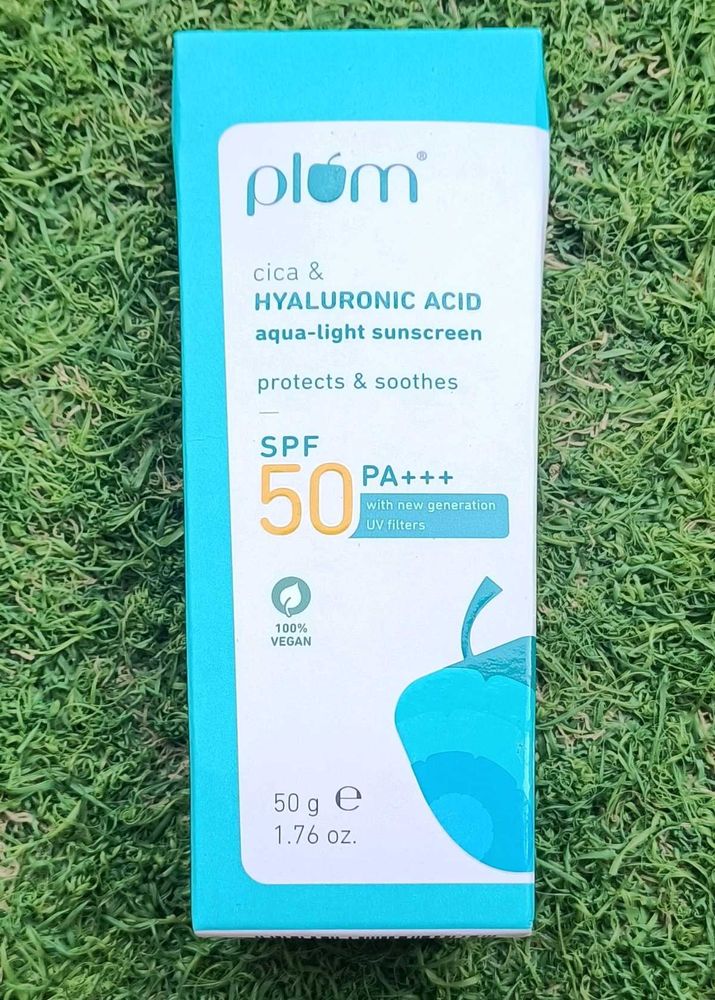 plum®
cica &
HYALURONIC ACID
aqua-light sunscreen
protects & soothes
SPF
50 PA+++
with new generation
UV filters
100%
VEGAN
50 g ℮
1.76 oz.